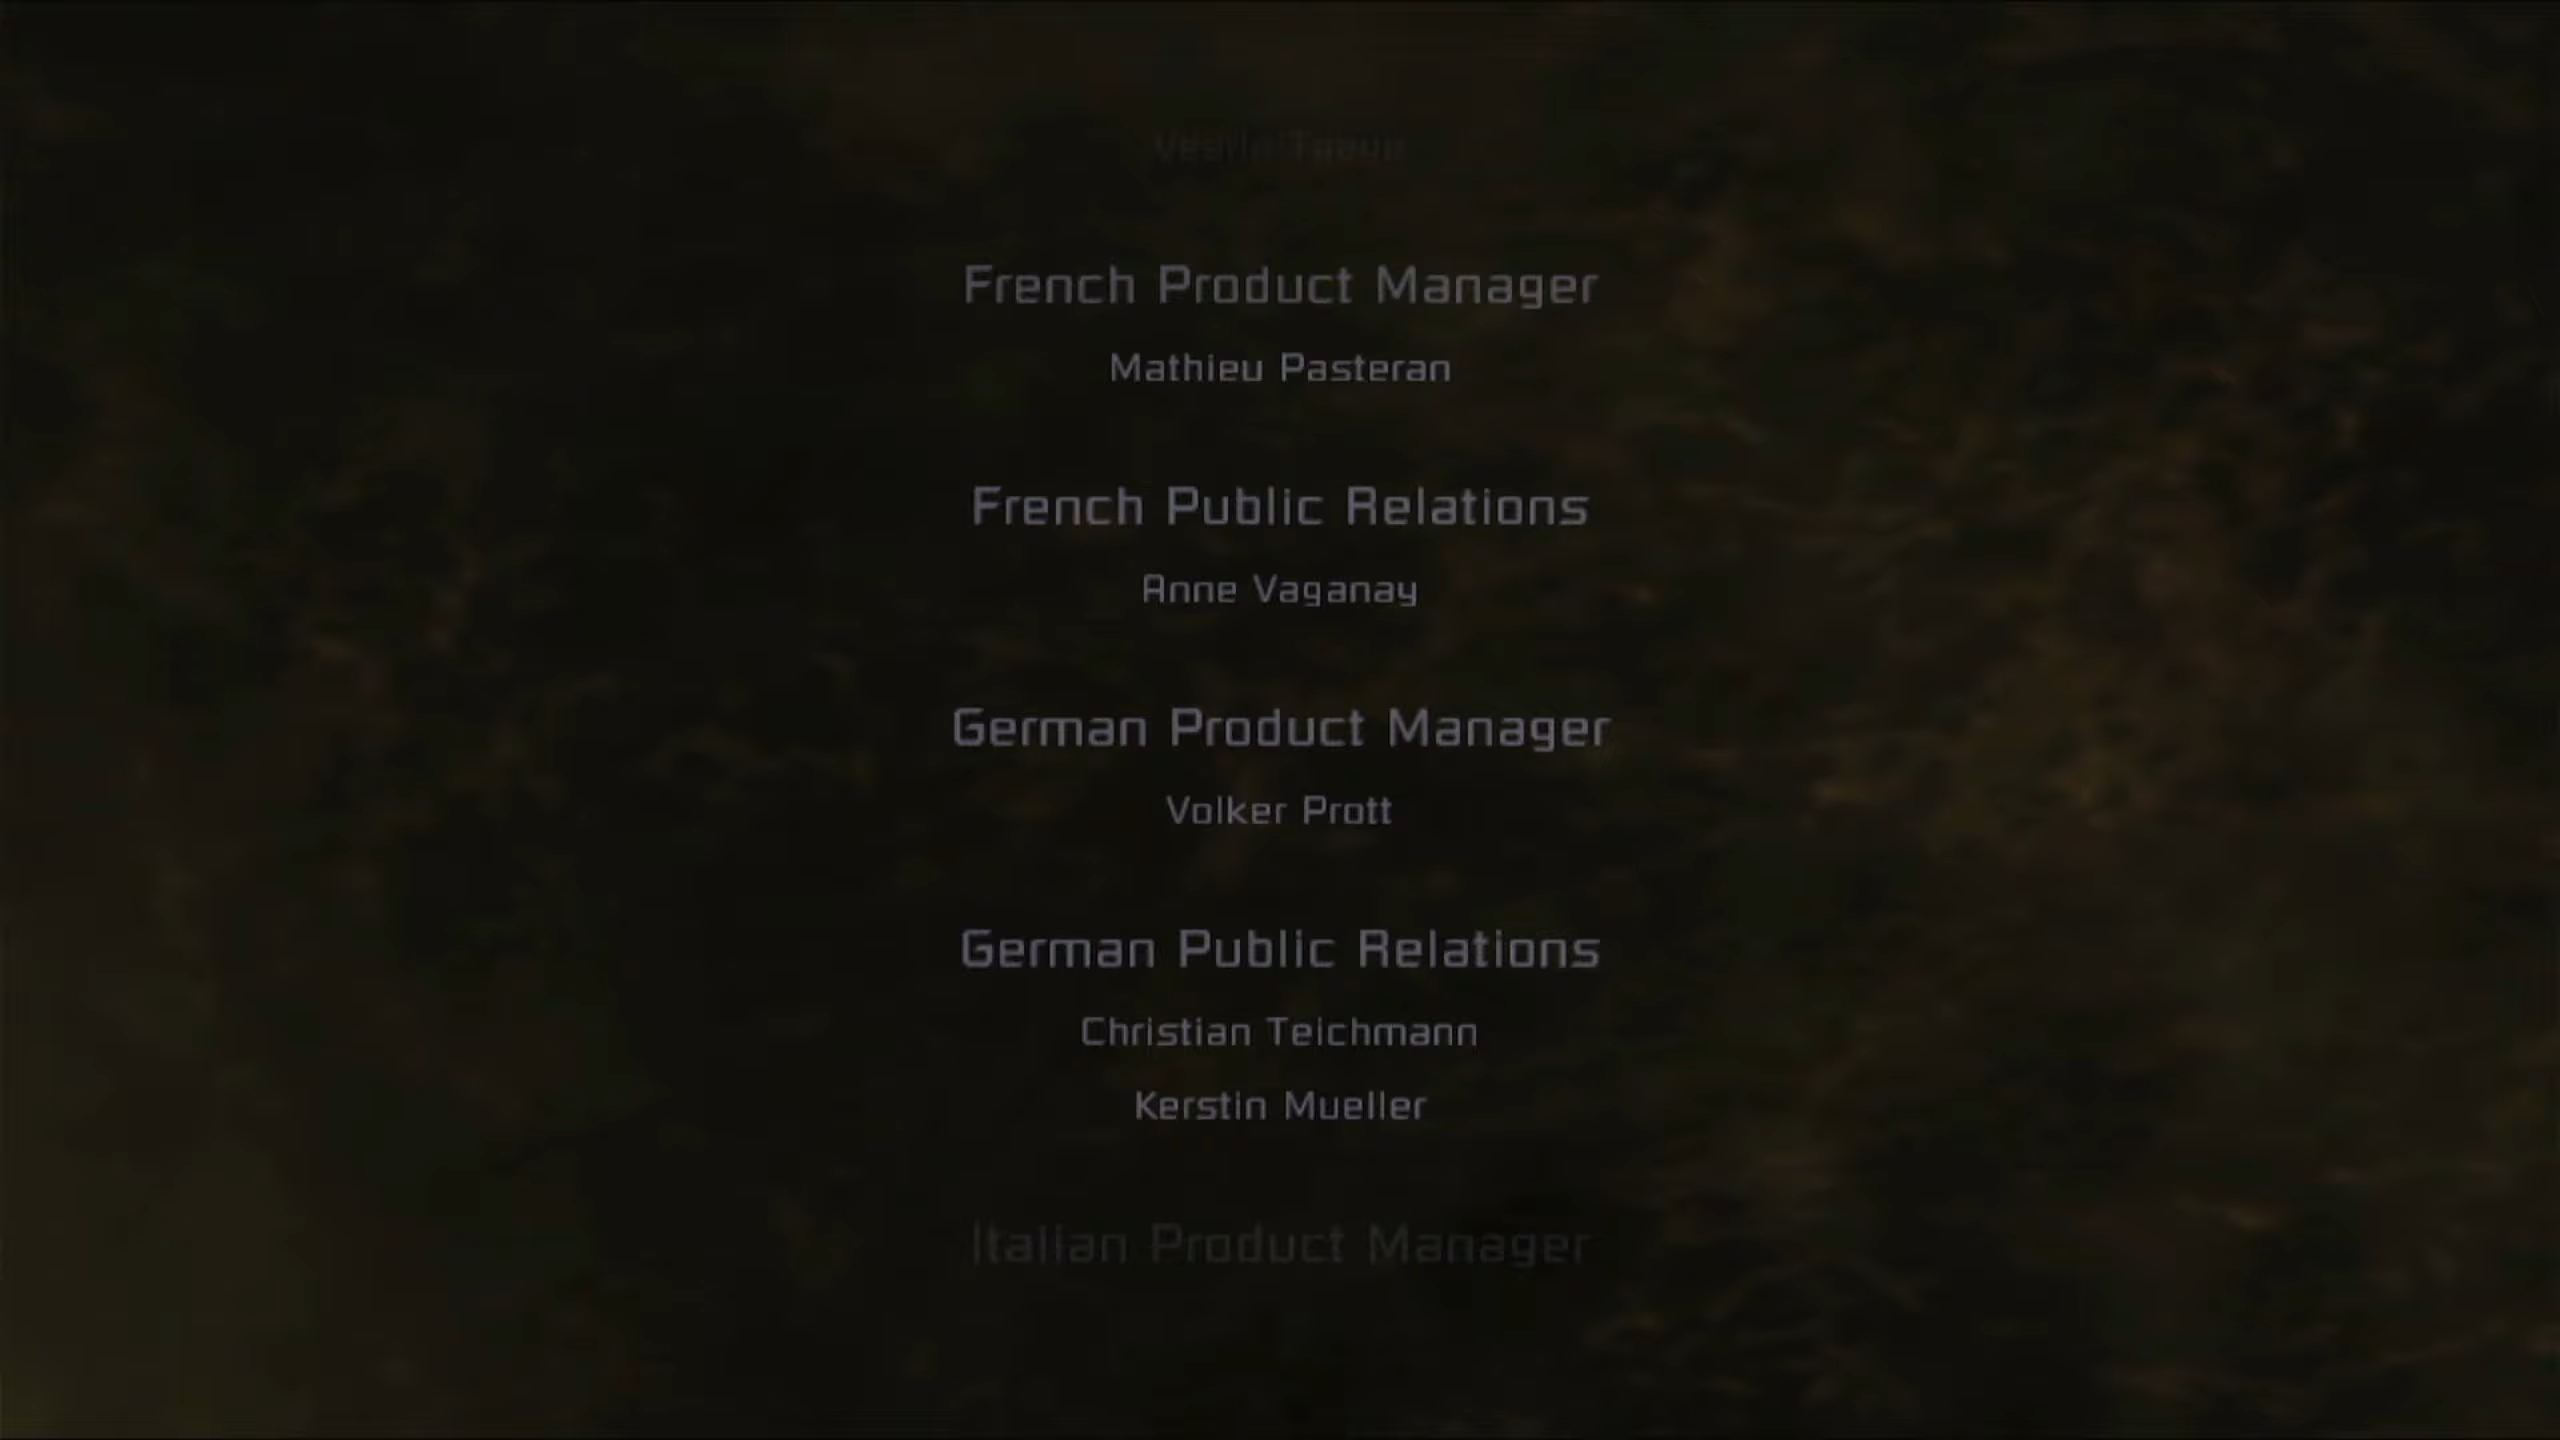 French Product Manager
Mathieu Pasteran
French Public Relations
Anne Vaganay
German Product Manager
Volker Prott
German Public Relations
Christian Teichmann
Kerstin Mueller
Italian Product Manager